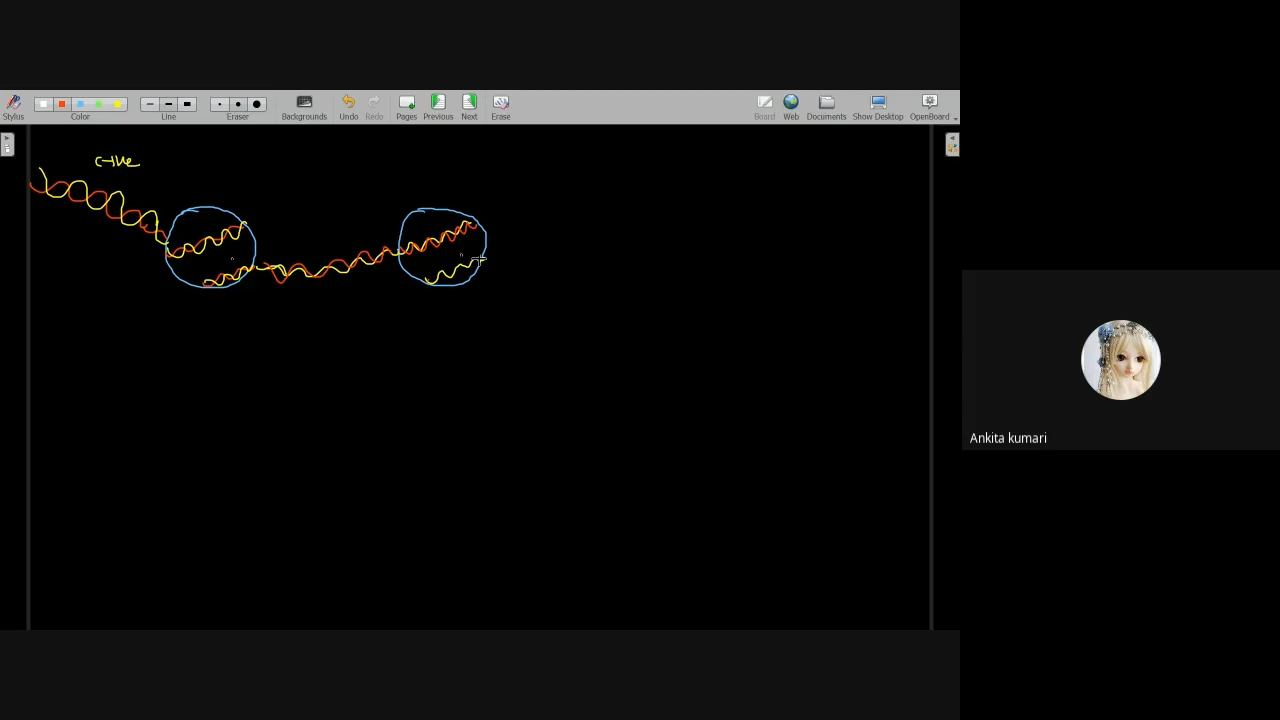 Stylus
Color
Line
Eraser
Backgrounds
Undo
Redo
Pages
Previous
Next
Erase
Board
Web
Documents
Show Desktop
OpenBoard
Ankita kumari